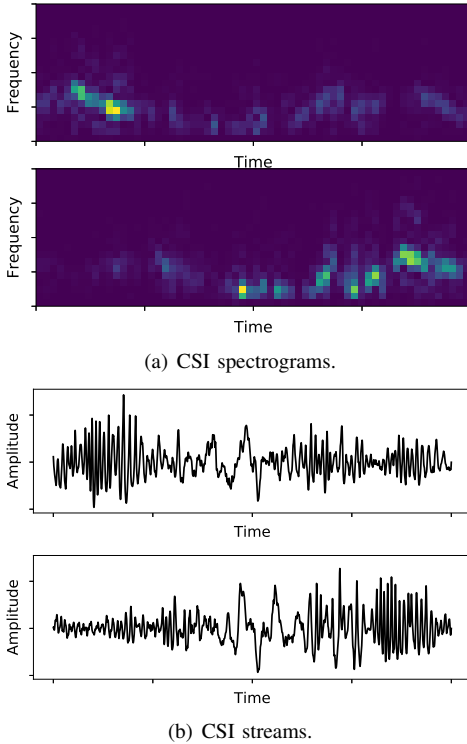 Frequency
Time
Frequency
Time
(a) CSI spectrograms.
Amplitude
Time
Amplitude
Time
(b) CSI streams.